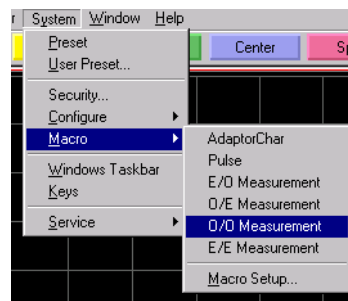 System Window Help
Center
Preset
User Preset...
Security...
Configure
Macro
Windows Taskbar
Keys
Service
AdaptorChar
Pulse
E/O Measurement
O/E Measurement
O/O Measurement
E/E Measurement
Macro Setup...